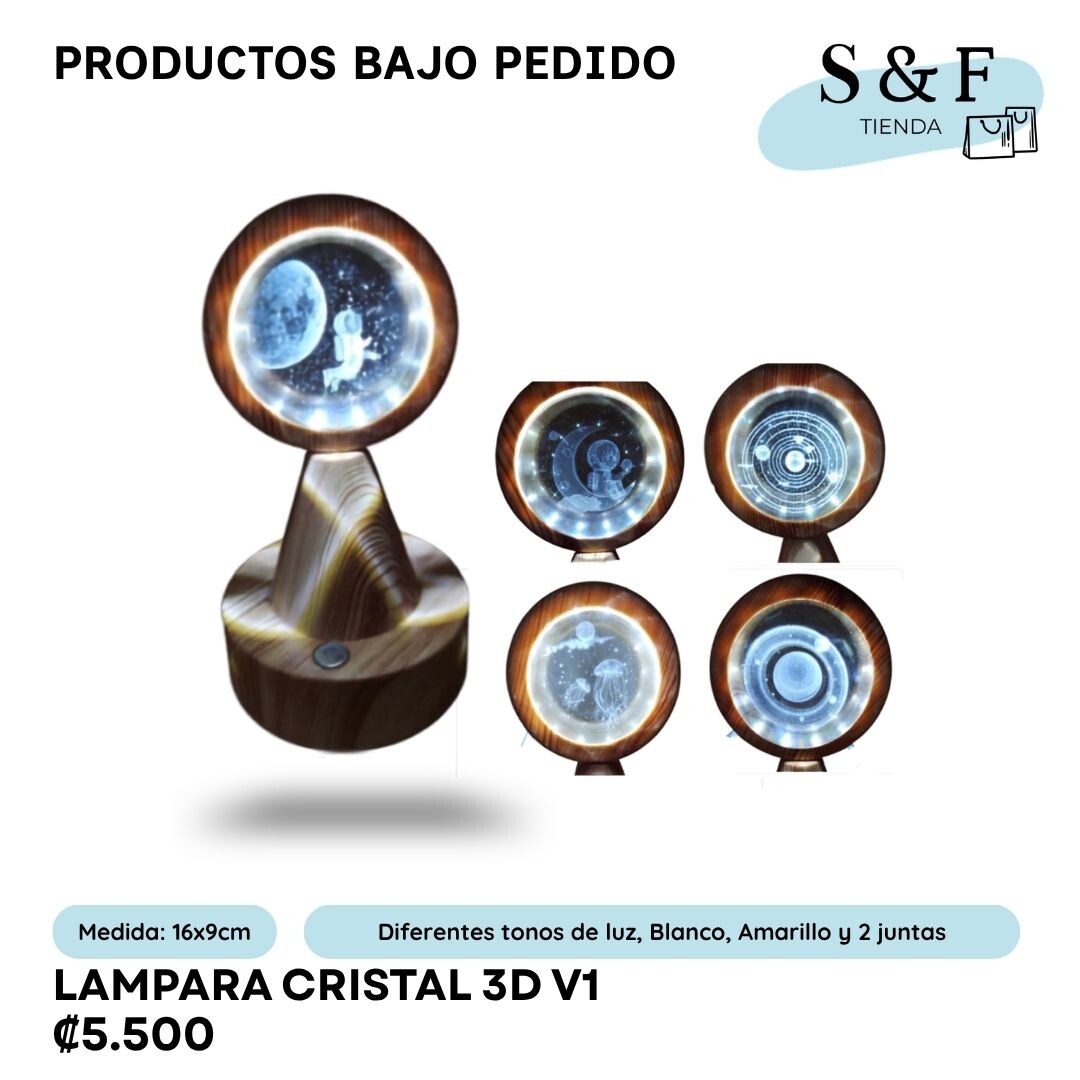 PRODUCTOS BAJO PEDIDO
S & F
TIENDA
Medida: 16x9cm
Diferentes tonos de luz, Blanco, Amarillo y 2 juntas
LAMPARA CRISTAL 3D V1
₡5.500